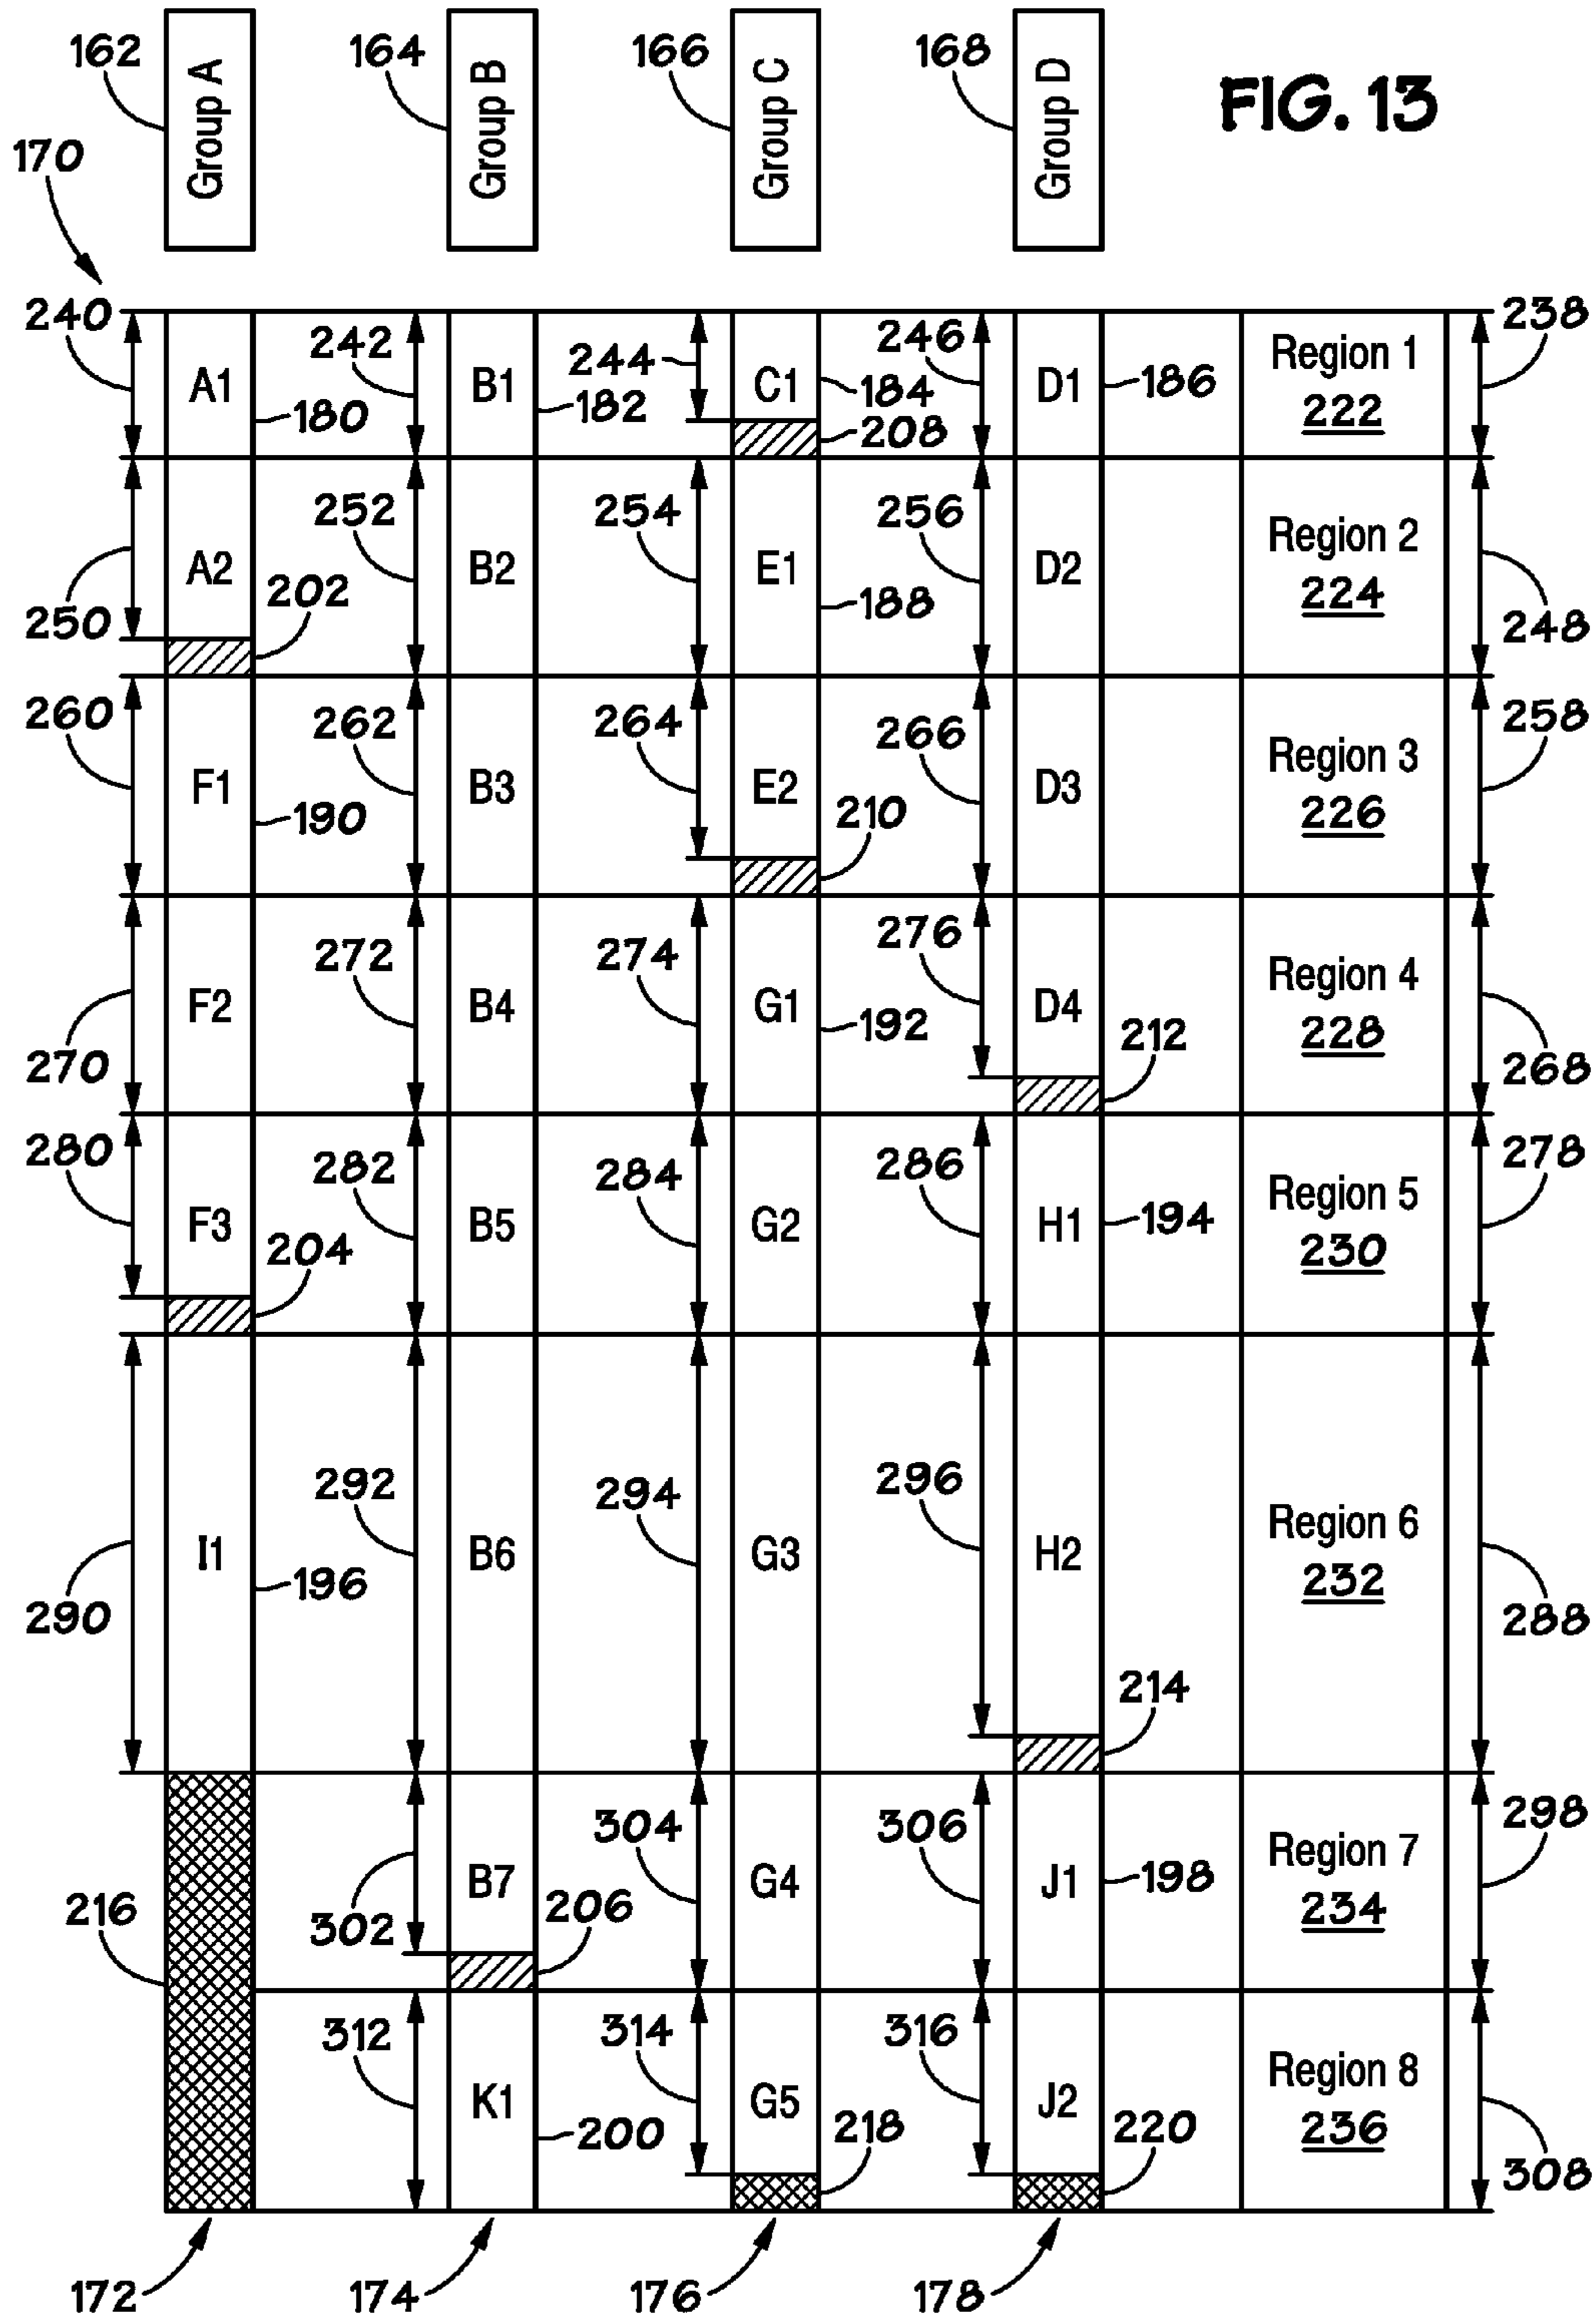 FIG. 13
162 Group A 164 Group B 166 Group C 168 Group D
170
240 A1 180 242 B1 182 244 C1 184 208 246 D1 186 Region 1 222 238
250 A2 202 252 B2 254 E1 188 256 D2 Region 2 224 248
260 F1 190 262 B3 264 E2 210 266 D3 Region 3 226 258
270 F2 272 B4 274 G1 192 276 D4 212 Region 4 228 268
280 F3 204 282 B5 284 G2 286 H1 194 Region 5 230 278
290 I1 196 292 B6 294 G3 296 H2 214 Region 6 232 288
216 302 B7 206 304 G4 306 J1 198 Region 7 234 298
312 K1 200 314 G5 218 316 J2 220 Region 8 236 308
172 174 176 178